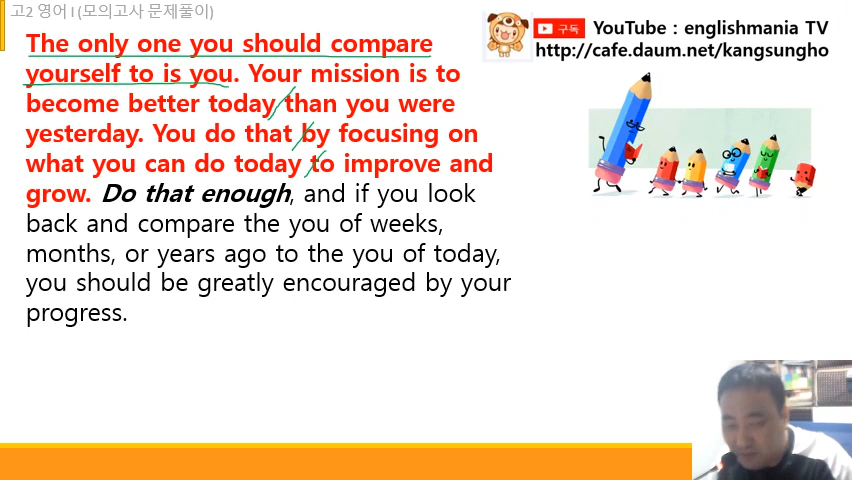 고2 영어 I (모의고사 문제풀이)
구독
YouTube : englishmania TV
http://cafe.daum.net/kangsungho
The only one you should compare
yourself to is you. Your mission is to
become better today than you were
yesterday. You do that by focusing on
what you can do today to improve and
grow. Do that enough, and if you look
back and compare the you of weeks,
months, or years ago to the you of today,
you should be greatly encouraged by your
progress.